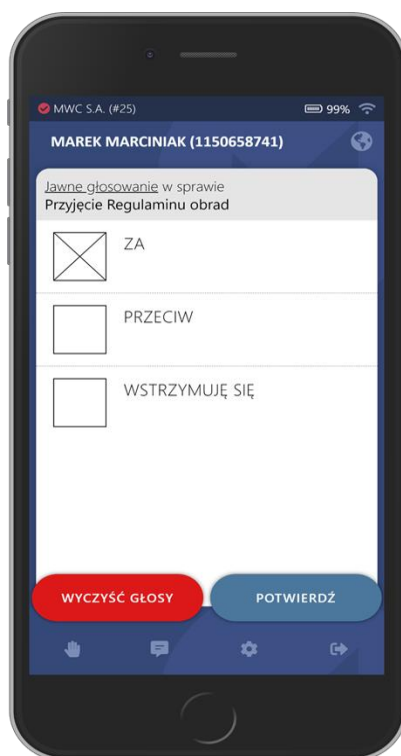 MWC S.A. (#25) 99%
MAREK MARCINIAK (1150658741)
Jawne głosowanie w sprawie
Przyjęcie Regulaminu obrad
ZA
PRZECIW
WSTRZYMUJĘ SIĘ
WYCZYŚĆ GŁOSY POTWIERDŹ